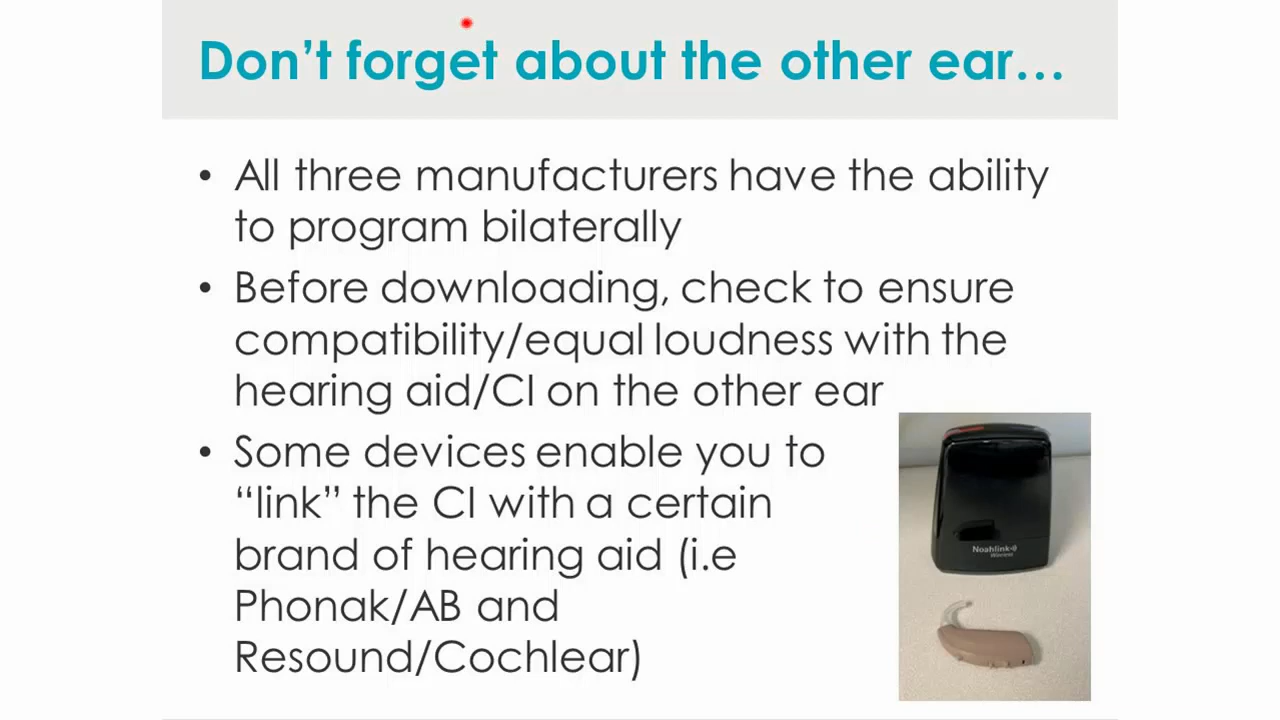 Don’t forget about the other ear…
• All three manufacturers have the ability
to program bilaterally
• Before downloading, check to ensure
compatibility/equal loudness with the
hearing aid/CI on the other ear
• Some devices enable you to
“link” the CI with a certain
brand of hearing aid (i.e
Phonak/AB and
Resound/Cochlear)
Noahlink
Wireless